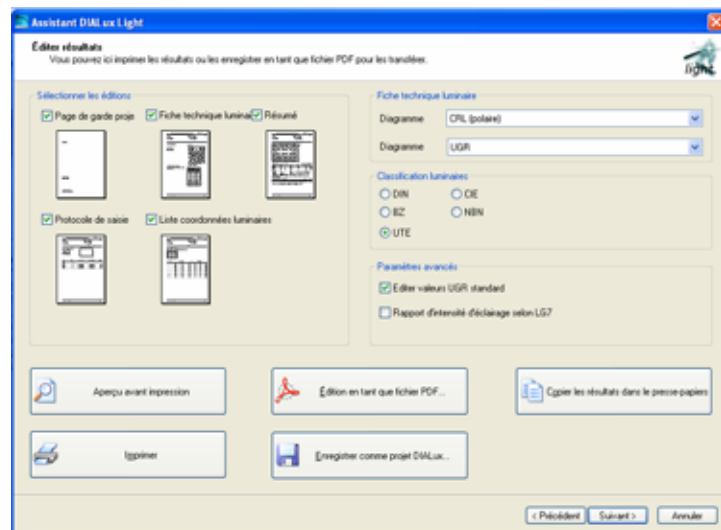 Assistant DIALux Light
Éditer résultats
Vous pouvez ici imprimer les résultats ou les enregistrer en tant que fichier PDF pour les transférer.
light
Sélectionner les éditions
Page de garde proje
Fiche technique luminai
Résumé
Protocole de saisie
Liste coordonnées luminaires
Fiche technique luminaire
Diagramme CRL (polaire)
Diagramme UGR
Classification luminaires
DIN
CIE
BZ
NBN
UTE
Paramètres avancés
Editer valeurs UGR standard
Rapport d'intensité d'éclairage selon LG7
Aperçu avant impression
Édition en tant que fichier PDF...
Copier les résultats dans le presse-papiers
Imprimer
Enregistrer comme projet DIALux...
< Précédent
Suivant >
Annuler